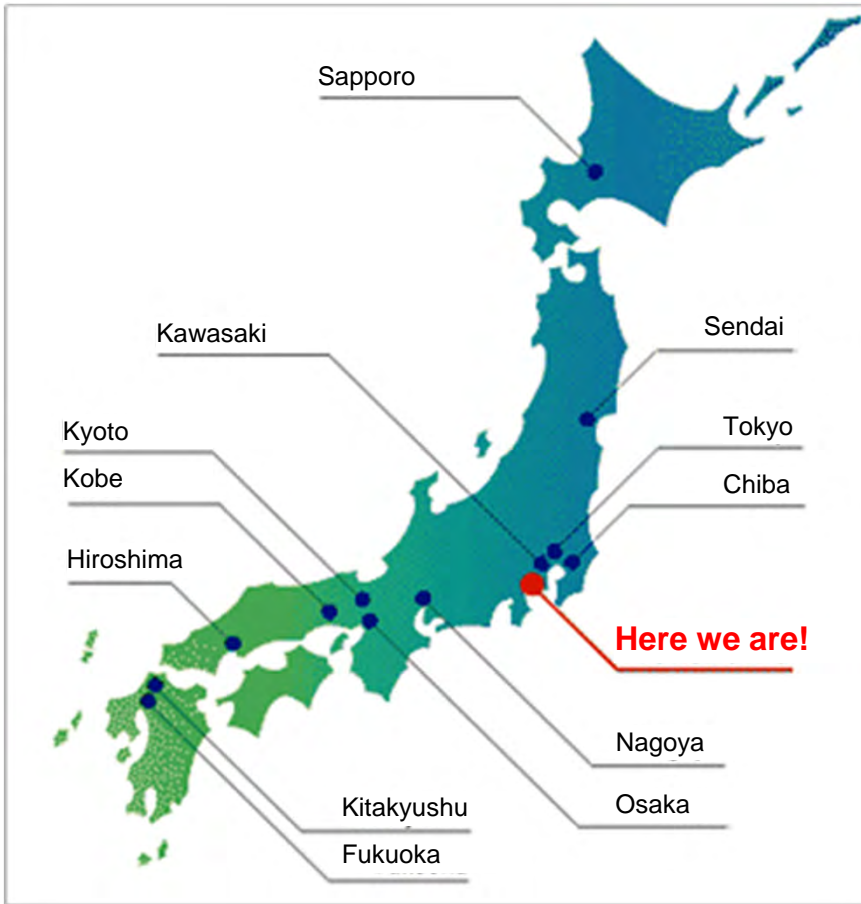 Sapporo
Kawasaki
Sendai
Kyoto
Tokyo
Kobe
Chiba
Hiroshima
Here we are!
Nagoya
Kitakyushu
Osaka
Fukuoka